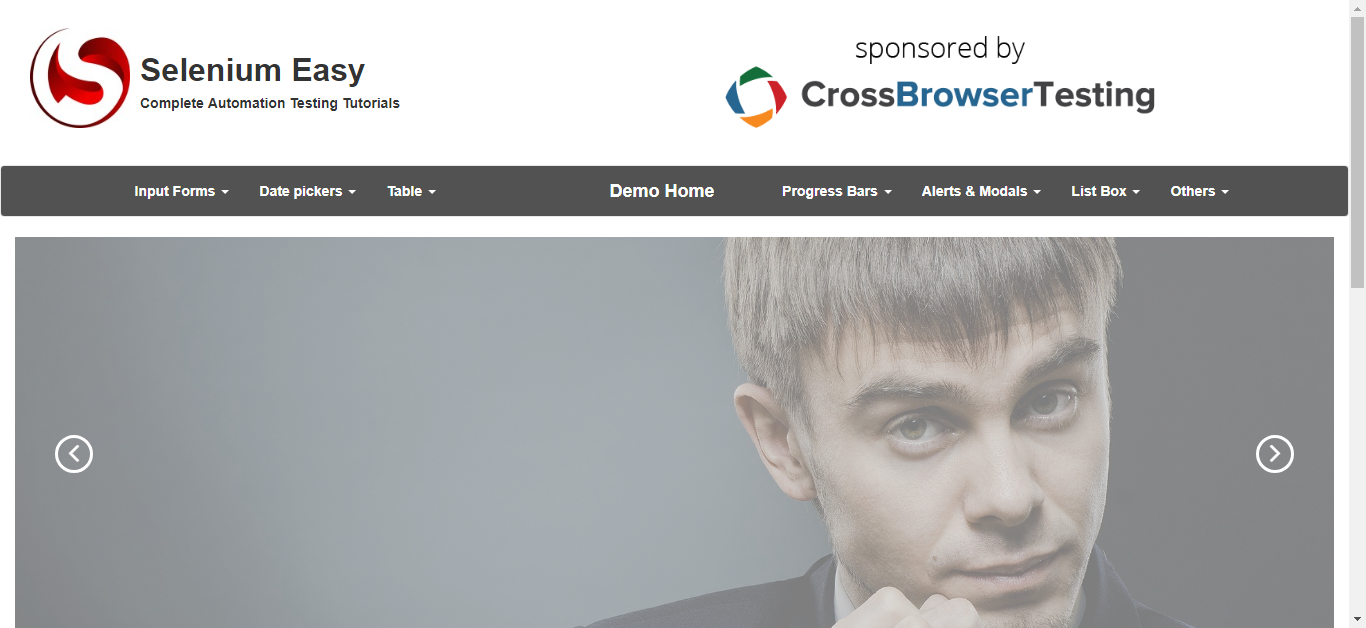 Selenium Easy
Complete Automation Testing Tutorials
sponsored by
CrossBrowserTesting
Input Forms Date pickers Table Demo Home Progress Bars Alerts & Modals List Box Others